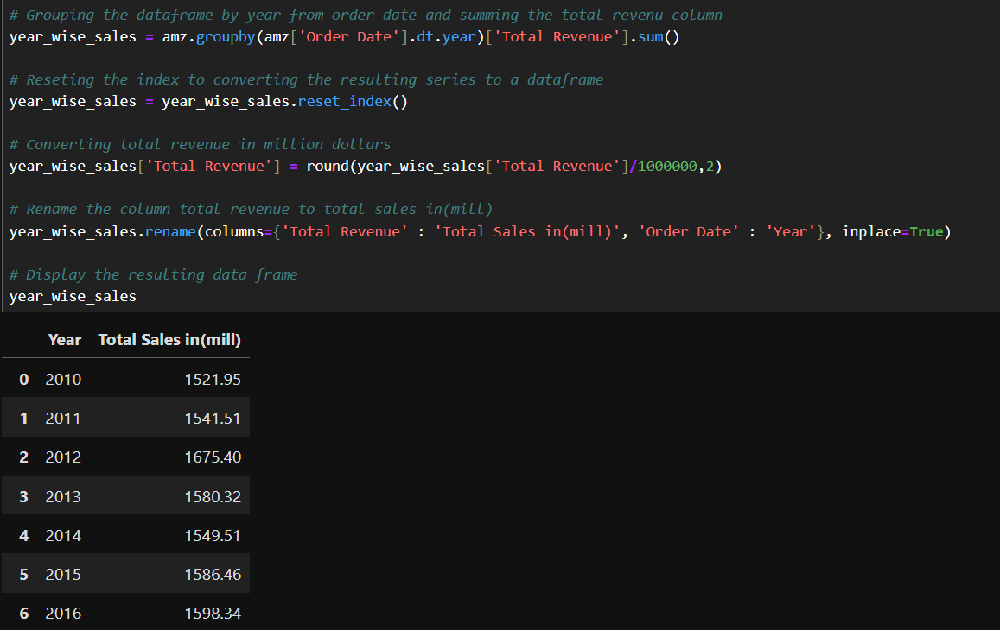 # Grouping the dataframe by year from order date and summing the total revenu column
year_wise_sales = amz.groupby(amz['Order Date'].dt.year)['Total Revenue'].sum()
# Reseting the index to converting the resulting series to a dataframe
year_wise_sales = year_wise_sales.reset_index()
# Converting total revenue in million dollars
year_wise_sales['Total Revenue'] = round(year_wise_sales['Total Revenue']/1000000,2)
# Rename the column total revenue to total sales in(mill)
year_wise_sales.rename(columns={'Total Revenue' : 'Total Sales in(mill)', 'Order Date' : 'Year'}, inplace=True)
# Display the resulting data frame
year_wise_sales
Year Total Sales in(mill)
0 2010 1521.95
1 2011 1541.51
2 2012 1675.40
3 2013 1580.32
4 2014 1549.51
5 2015 1586.46
6 2016 1598.34